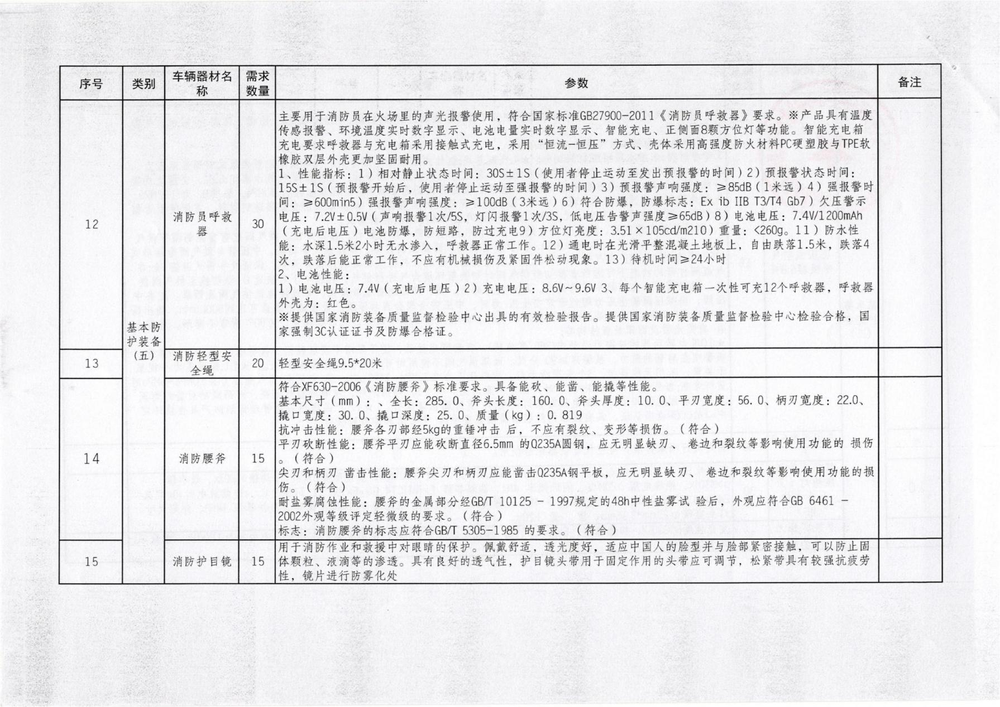 序号
类别
车辆器材名
称
需求
数量
参数
备注
12
基本防
护装备
(五)
消防员呼救
器
30
主要用于消防员在火场里的声光报警使用，符合国家标准GB27900-2011《消防员呼救器》要求。※产品具有温度
传感报警、环境温度实时数字显示、电池电量实时数字显示、智能充电、正侧面8颗方位灯等功能。智能充电箱
充电要求呼救器与充电箱采用接触式充电，采用“恒流-恒压”方式、壳体采用高强度防火材料PC硬塑胶与TPE软
橡胶双层外壳更加坚固耐用。
1、性能指标：1）相对静止状态时间：30S±1S（使用者停止运动至发出预报警的时间）2）预报警状态时间：
15S±1S（预报警开始后，使用者停止运动至强报警的时间）3）预报警声响强度：≥85dB（1米远）4）强报警时
间：≥600min5）强报警声响强度：≥100dB（3米远）6）符合防爆，防爆标志：Ex ib IIB T3/T4 Gb7）欠压警示
电压：7.2V±0.5V（声响报警1次/5S，灯闪报警1次/3S，低电压告警声强度≥65dB）8）电池电压：7.4V/1200mAh
（充电后电压）电池防爆，防短路，防过充电9）方位灯亮度：3.51×105cd/m210）重量：<260g。11）防水性
能：水深1.5米2小时无水渗入，呼救器正常工作。12）通电时在光滑平整混凝土地板上，自由跌落1.5米，跌落4
次，跌落后能正常工作，不应有机械损伤及紧固件松动现象。13）待机时间≥24小时
2、电池性能：
1）电池电压：7.4V（充电后电压）2）充电电压：8.6V~9.6V 3、每个智能充电箱一次性可充12个呼救器，呼救器
外壳为：红色。
※提供国家消防装备质量监督检验中心出具的有效检验报告。提供国家消防装备质量监督检验中心检验合格，国
家强制3C认证证书及防爆合格证。
13
消防轻型安
全绳
20
轻型安全绳9.5*20米
14
消防腰斧
15
符合XF630-2006《消防腰斧》标准要求。具备能砍、能凿、能撬等性能。
基本尺寸（mm）：、全长：285. 0、斧头长度：160. 0、斧头厚度：10. 0、平刃宽度：56. 0、柄刃宽度：22.0、
撬口宽度：30. 0、撬口深度：25. 0、质量（kg）：0. 819
抗冲击性能：腰斧各刃部经5kg的重锤冲击 后，不应有裂纹、变形等损伤。（符合）
平刃砍断性能：腰斧平刃应能砍断直径6.5mm 的Q235A圆钢，应无明显缺刃、 卷边和裂纹等影响使用功能的 损伤
。（符合）
尖刃和柄刃 凿击性能：腰斧尖刃和柄刃应能凿击Q235A钢平板，应无明显缺刃、 卷边和裂纹等影响使用功能的损
伤。（符合）
耐盐雾腐蚀性能：腰斧的金属部分经GB/T 10125 - 1997规定的48h中性盐雾试 验后，外观应符合GB 6461 -
2002外观等级评定轻微级的要求。（符合）
标志：消防腰斧的标志应符合GB/T 5305-1985 的要求。（符合）
15
消防护目镜
15
用于消防作业和救援中对眼睛的保护。佩戴舒适，透光度好，适应中国人的脸型并与脸部紧密接触，可以防止固
体颗粒、液滴等的渗透。具有良好的透气性，护目镜头带用于固定作用的头带应可调节，松紧带具有较强抗疲劳
性，镜片进行防雾化处